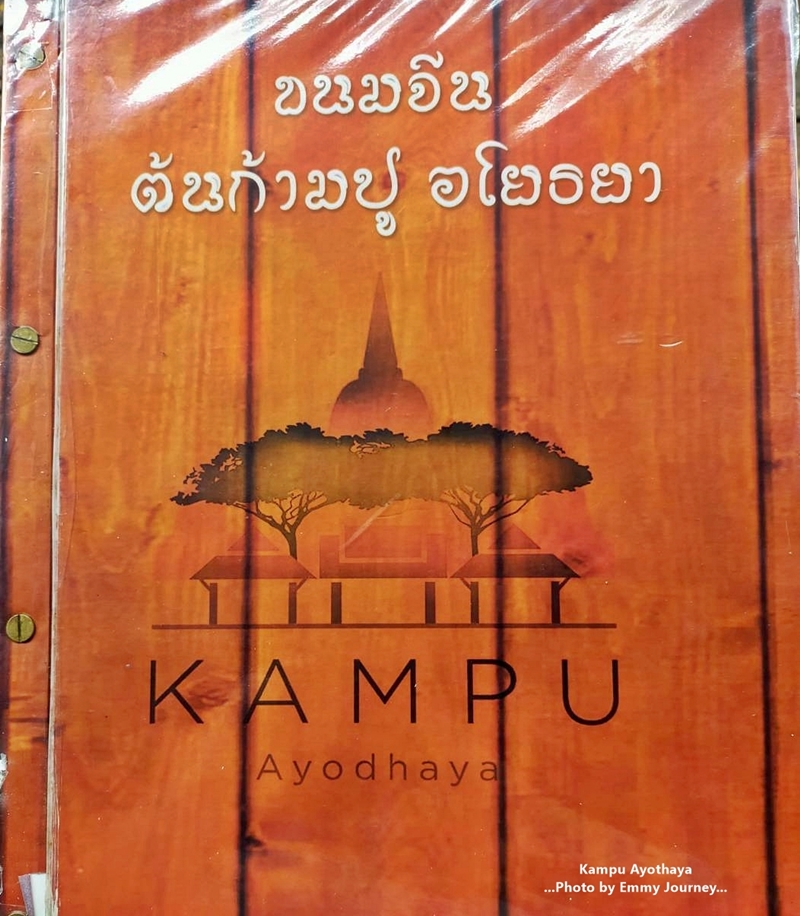 ขนมจีน
ต้นก้ามปู อโยธยา
KAMPU
Ayodhaya
Kampu Ayothaya
...Photo by Emmy Journey...